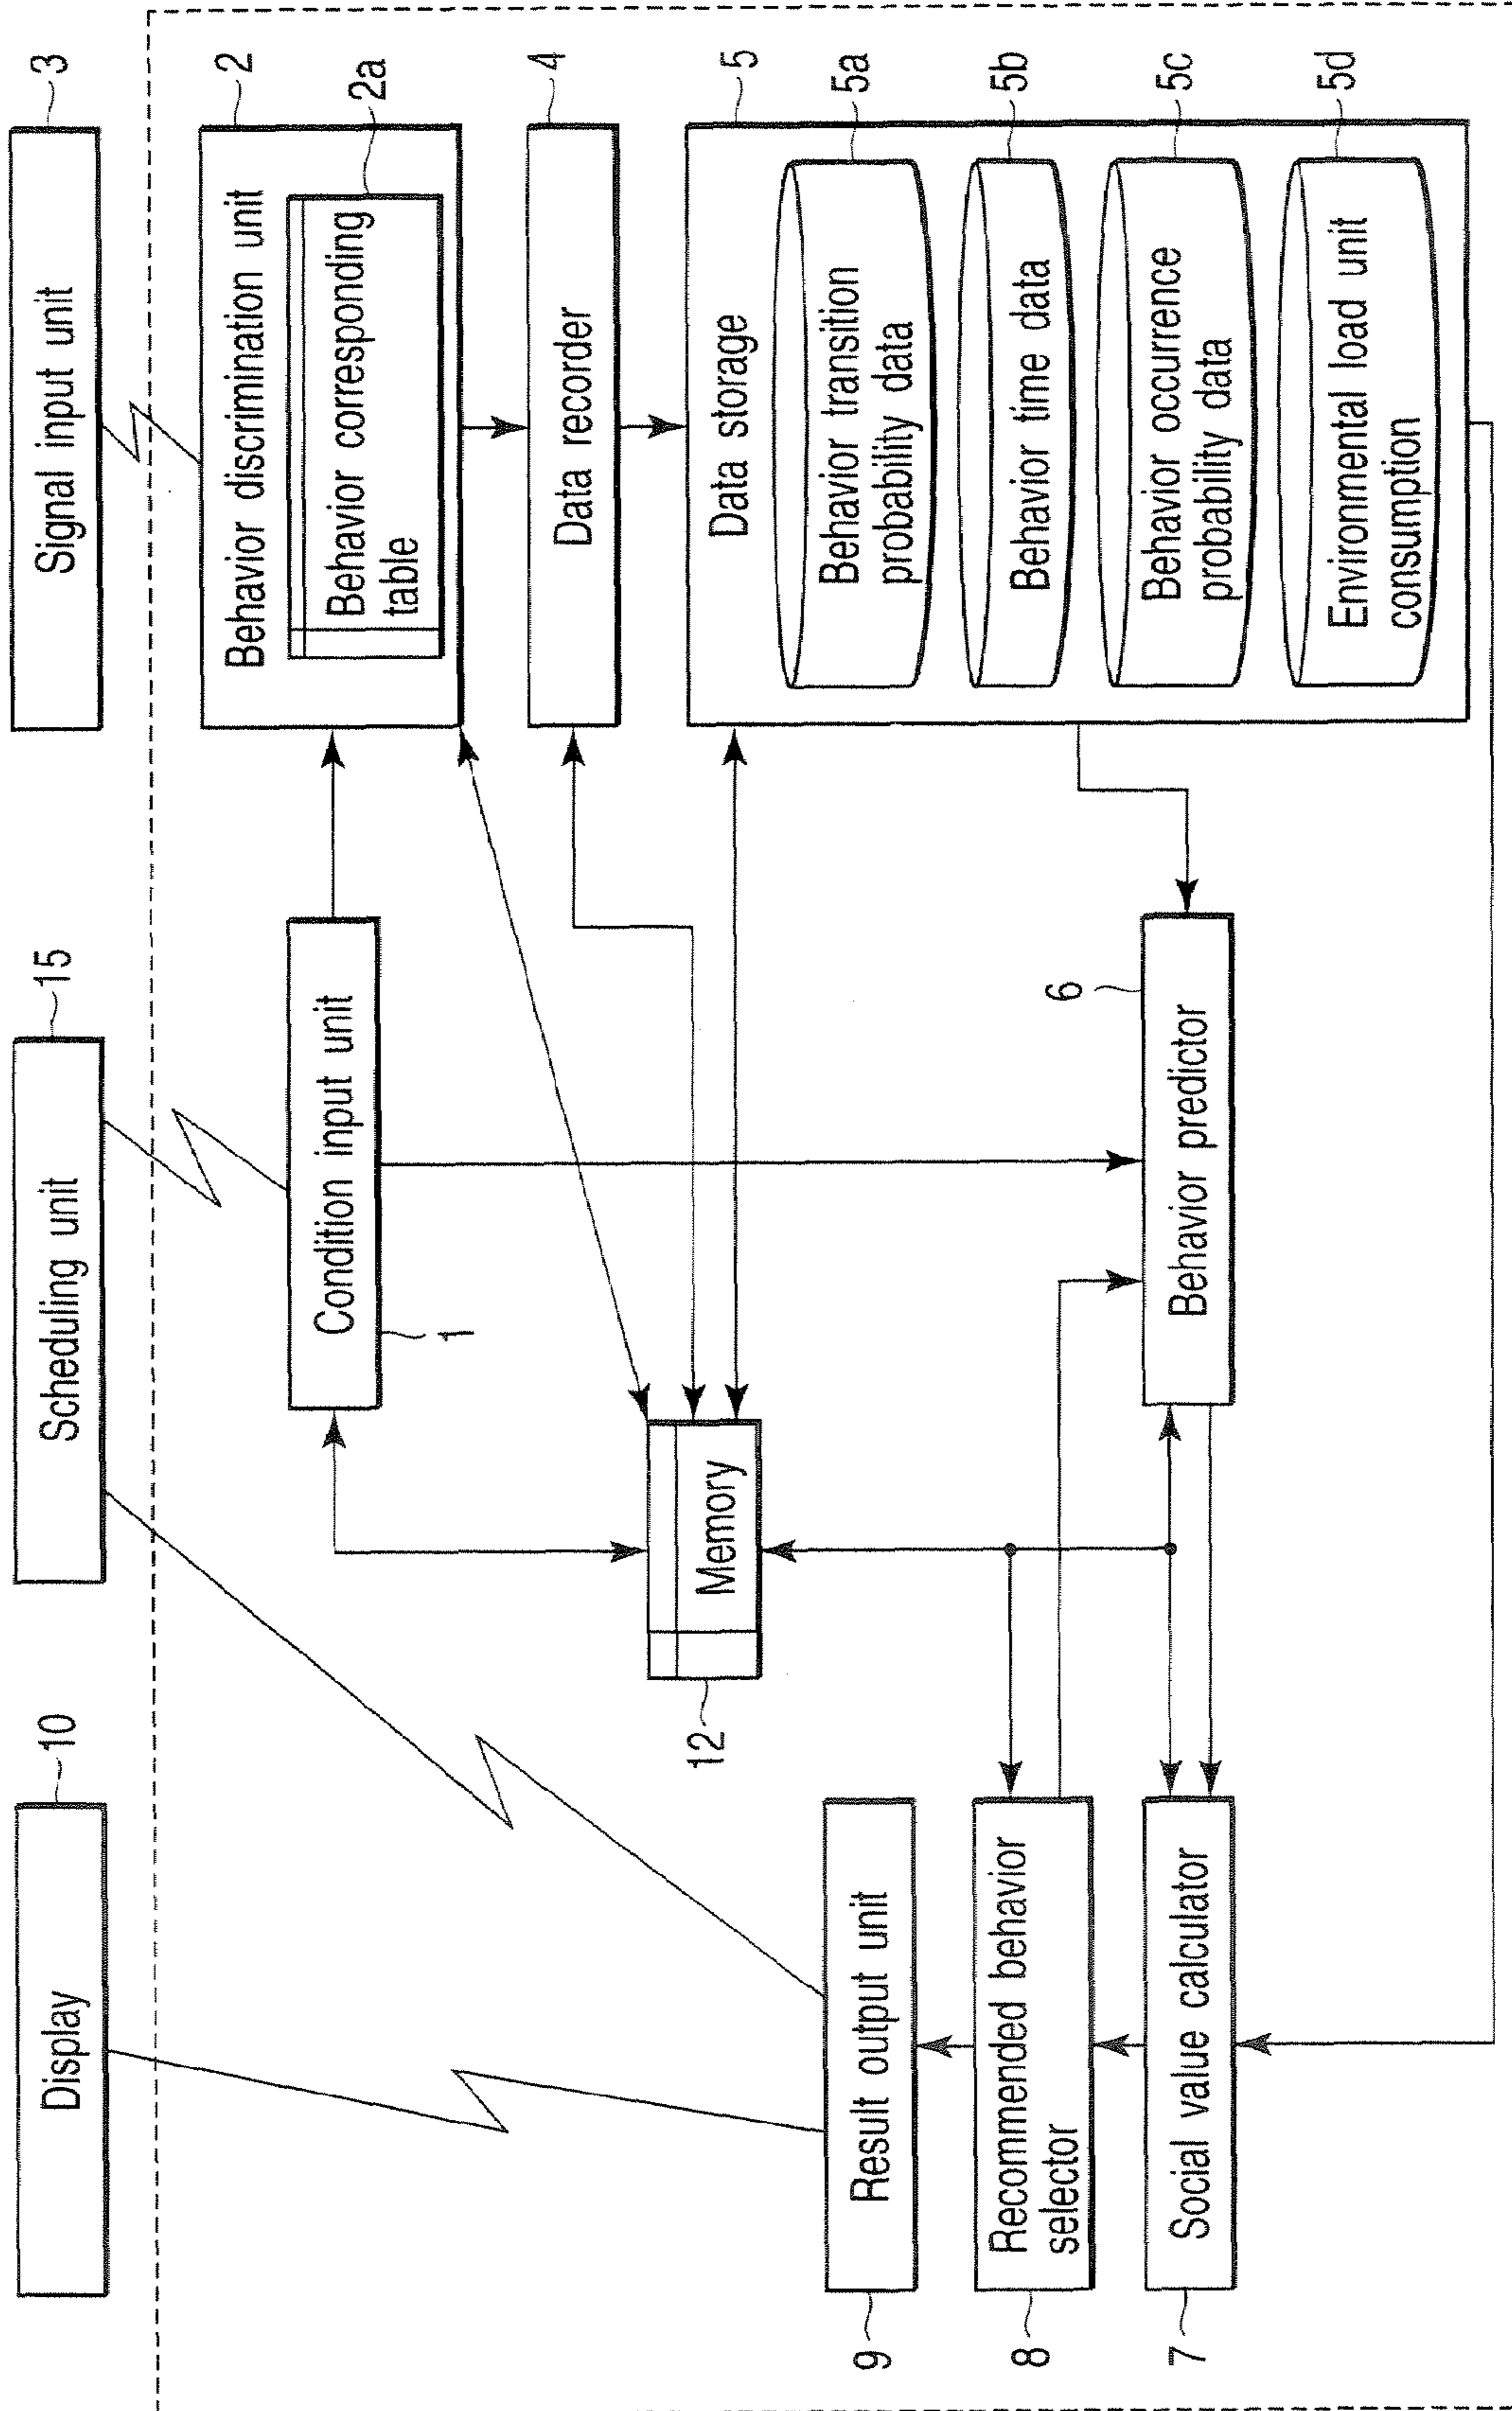 Display
10
Scheduling unit
15
Signal input unit
3
Condition input unit
1
Behavior discrimination unit
2
Behavior corresponding
table
2a
Data recorder
4
Memory
12
Data storage
5
Behavior transition
probability data
5a
Behavior time data
5b
Behavior occurrence
probability data
5c
Environmental load unit
consumption
5d
Result output unit
9
Recommended behavior
selector
8
Social value calculator
7
Behavior predictor
6